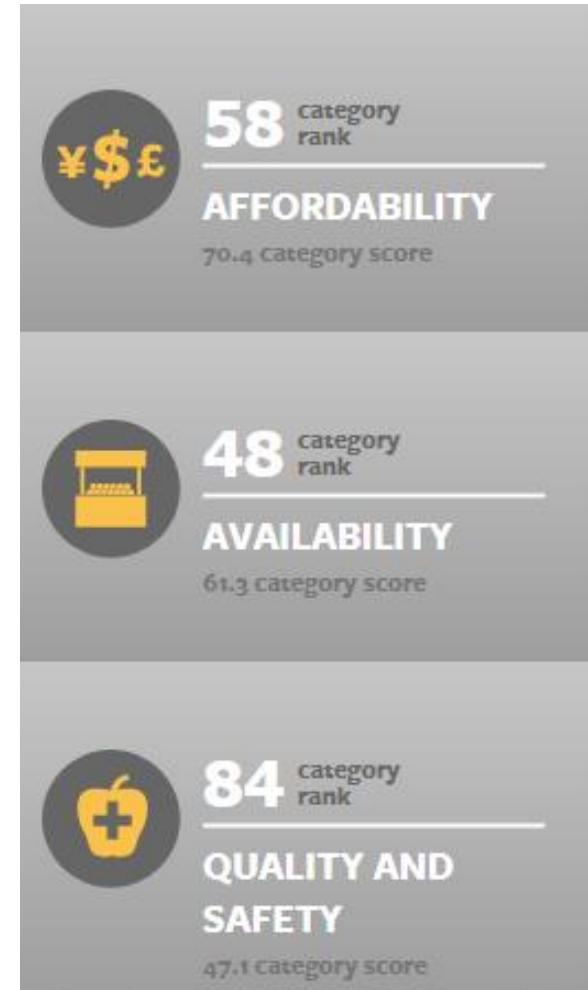 ¥$£
58 category
rank
AFFORDABILITY
70.4 category score
48 category
rank
AVAILABILITY
61.3 category score
84 category
rank
QUALITY AND
SAFETY
47.1 category score